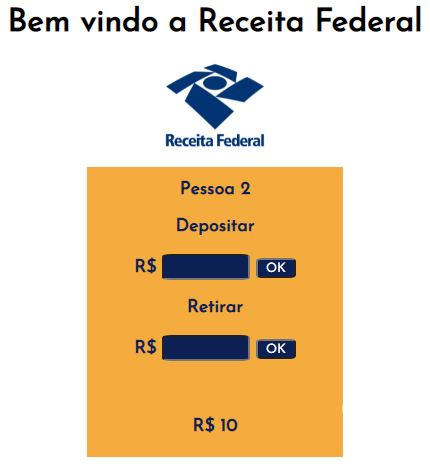 Bem vindo a Receita Federal
Receita Federal
Pessoa 2
Depositar
R$ OK
Retirar
R$ OK
R$ 10